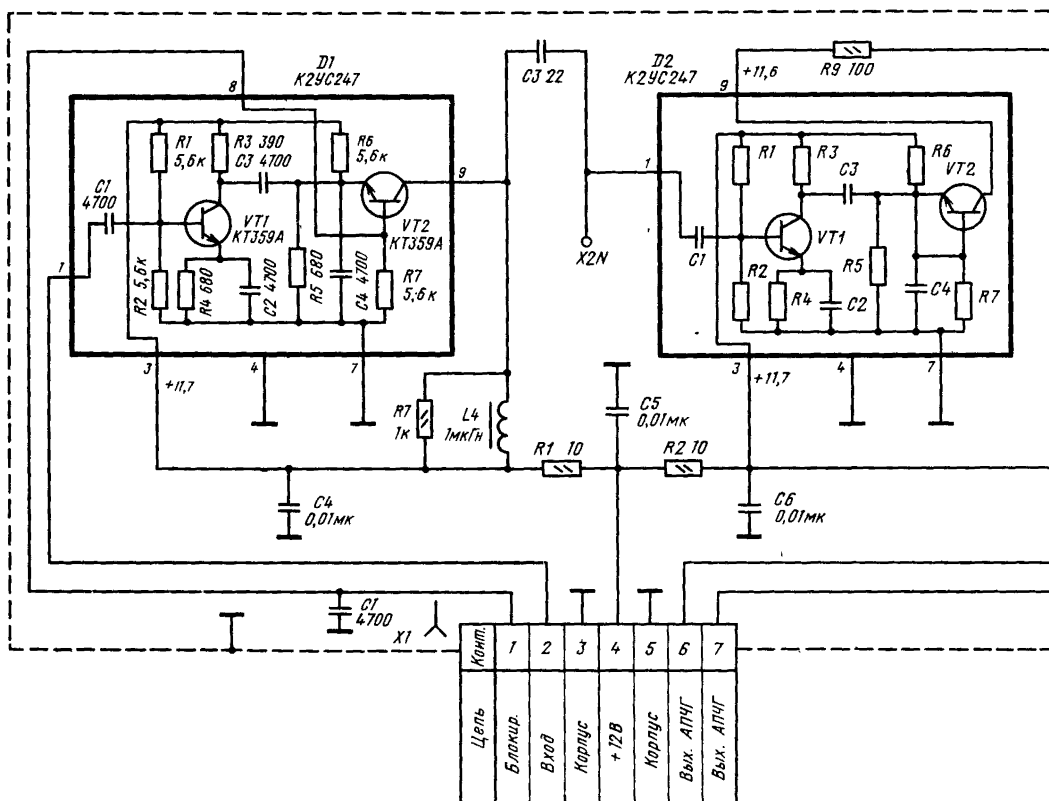 D1
К2УС247
8
R1
5,6к
R3 390
C3 4700
R6
5,6к
C1
4700
VT1
КТ359А
VT2
КТ359А
9
1
R2 5,6к
R4 680
C2 4700
R5 680
C4 4700
R7
5,6к
3
+11,7
4
7
C3 22
X2N
D2
К2УС247
+11,6
9
R9 100
1
R1
R3
C3
R6
VT2
C1
VT1
R2
R4
C2
R5
C4
R7
3
+11,7
4
7
R7
1к
L4
1мкГн
C5
0,01мк
R1 10
R2 10
C4
0,01мк
C6
0,01мк
C1
4700
X1
Конт.
1
2
3
4
5
6
7
Цепь
Блокир.
Вход
Корпус
+12В
Корпус
Вых. АПЧГ
Вых. АПЧГ